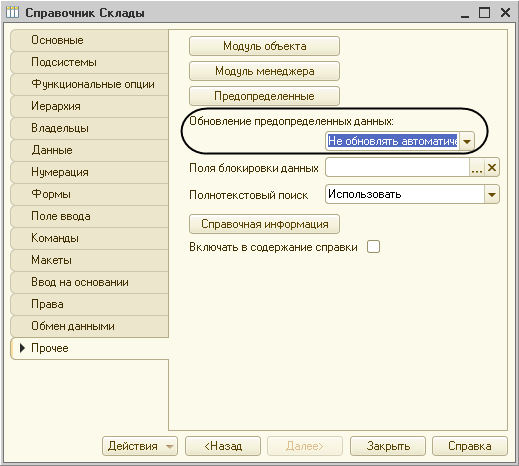 Справочник Склады
Основные
Подсистемы
Функциональные опции
Иерархия
Владельцы
Данные
Нумерация
Формы
Поле ввода
Команды
Макеты
Ввод на основании
Права
Обмен данными
Прочее
Модуль объекта
Модуль менеджера
Предопределенные
Обновление предопределенных данных:
Не обновлять автоматиче
Поля блокировки данных
...
Полнотекстовый поиск Использовать
Справочная информация
Включать в содержание справки
Действия <Назад Далее> Закрыть Справка